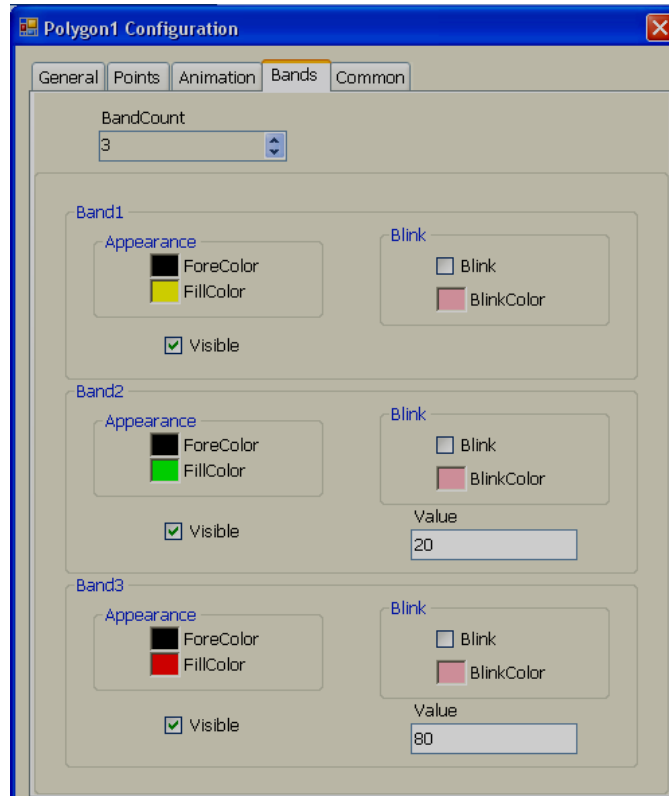 Polygon1 Configuration
General Points Animation Bands Common
BandCount
3
Band1
Appearance
ForeColor
FillColor
Visible
Blink
Blink
BlinkColor
Band2
Appearance
ForeColor
FillColor
Visible
Blink
Blink
BlinkColor
Value
20
Band3
Appearance
ForeColor
FillColor
Visible
Blink
Blink
BlinkColor
Value
80